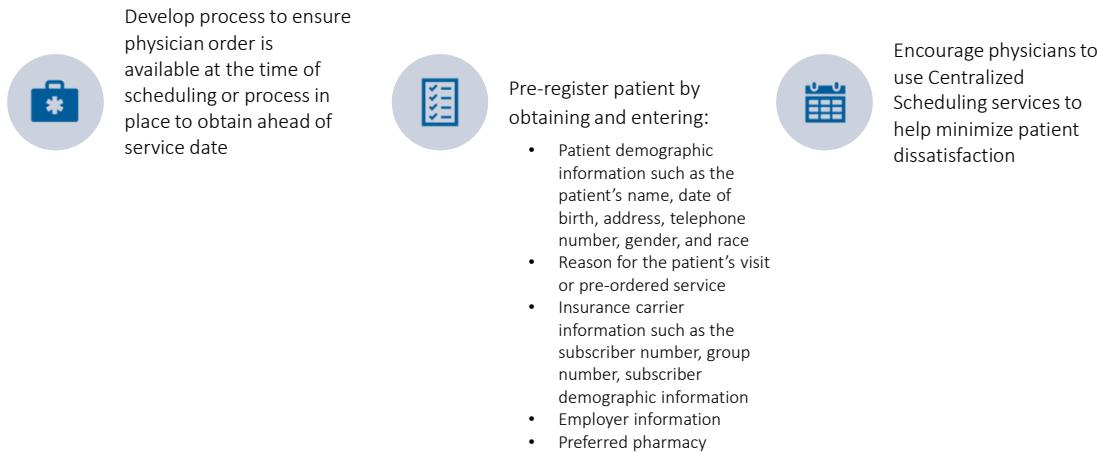 Develop process to ensure
physician order is
available at the time of
scheduling or process in
place to obtain ahead of
service date
Pre-register patient by
obtaining and entering:
• Patient demographic
information such as the
patient’s name, date of
birth, address, telephone
number, gender, and race
• Reason for the patient’s visit
or pre-ordered service
• Insurance carrier
information such as the
subscriber number, group
number, subscriber
demographic information
• Employer information
• Preferred pharmacy
Encourage physicians to
use Centralized
Scheduling services to
help minimize patient
dissatisfaction